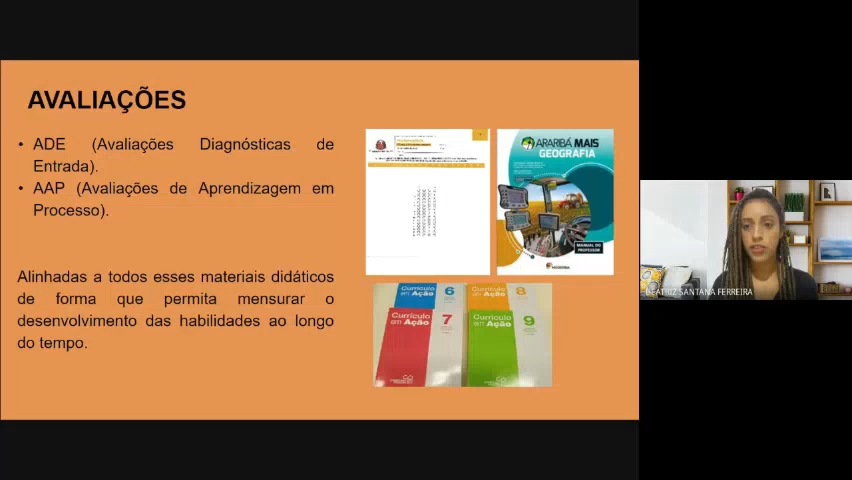 AVALIAÇÕES
• ADE (Avaliações Diagnósticas de
Entrada).
• AAP (Avaliações de Aprendizagem em
Processo).
Alinhadas a todos esses materiais didáticos
de forma que permita mensurar o
desenvolvimento das habilidades ao longo
do tempo.
ARARIBÁ MAIS
GEOGRAFIA
MANUAL DO
PROFESSOR
MODERNA
Currículo
em Ação
6
Currículo
em Ação
8
Currículo
em Ação
7
Currículo
em Ação
9
BEATRIZ SANTANA FERREIRA